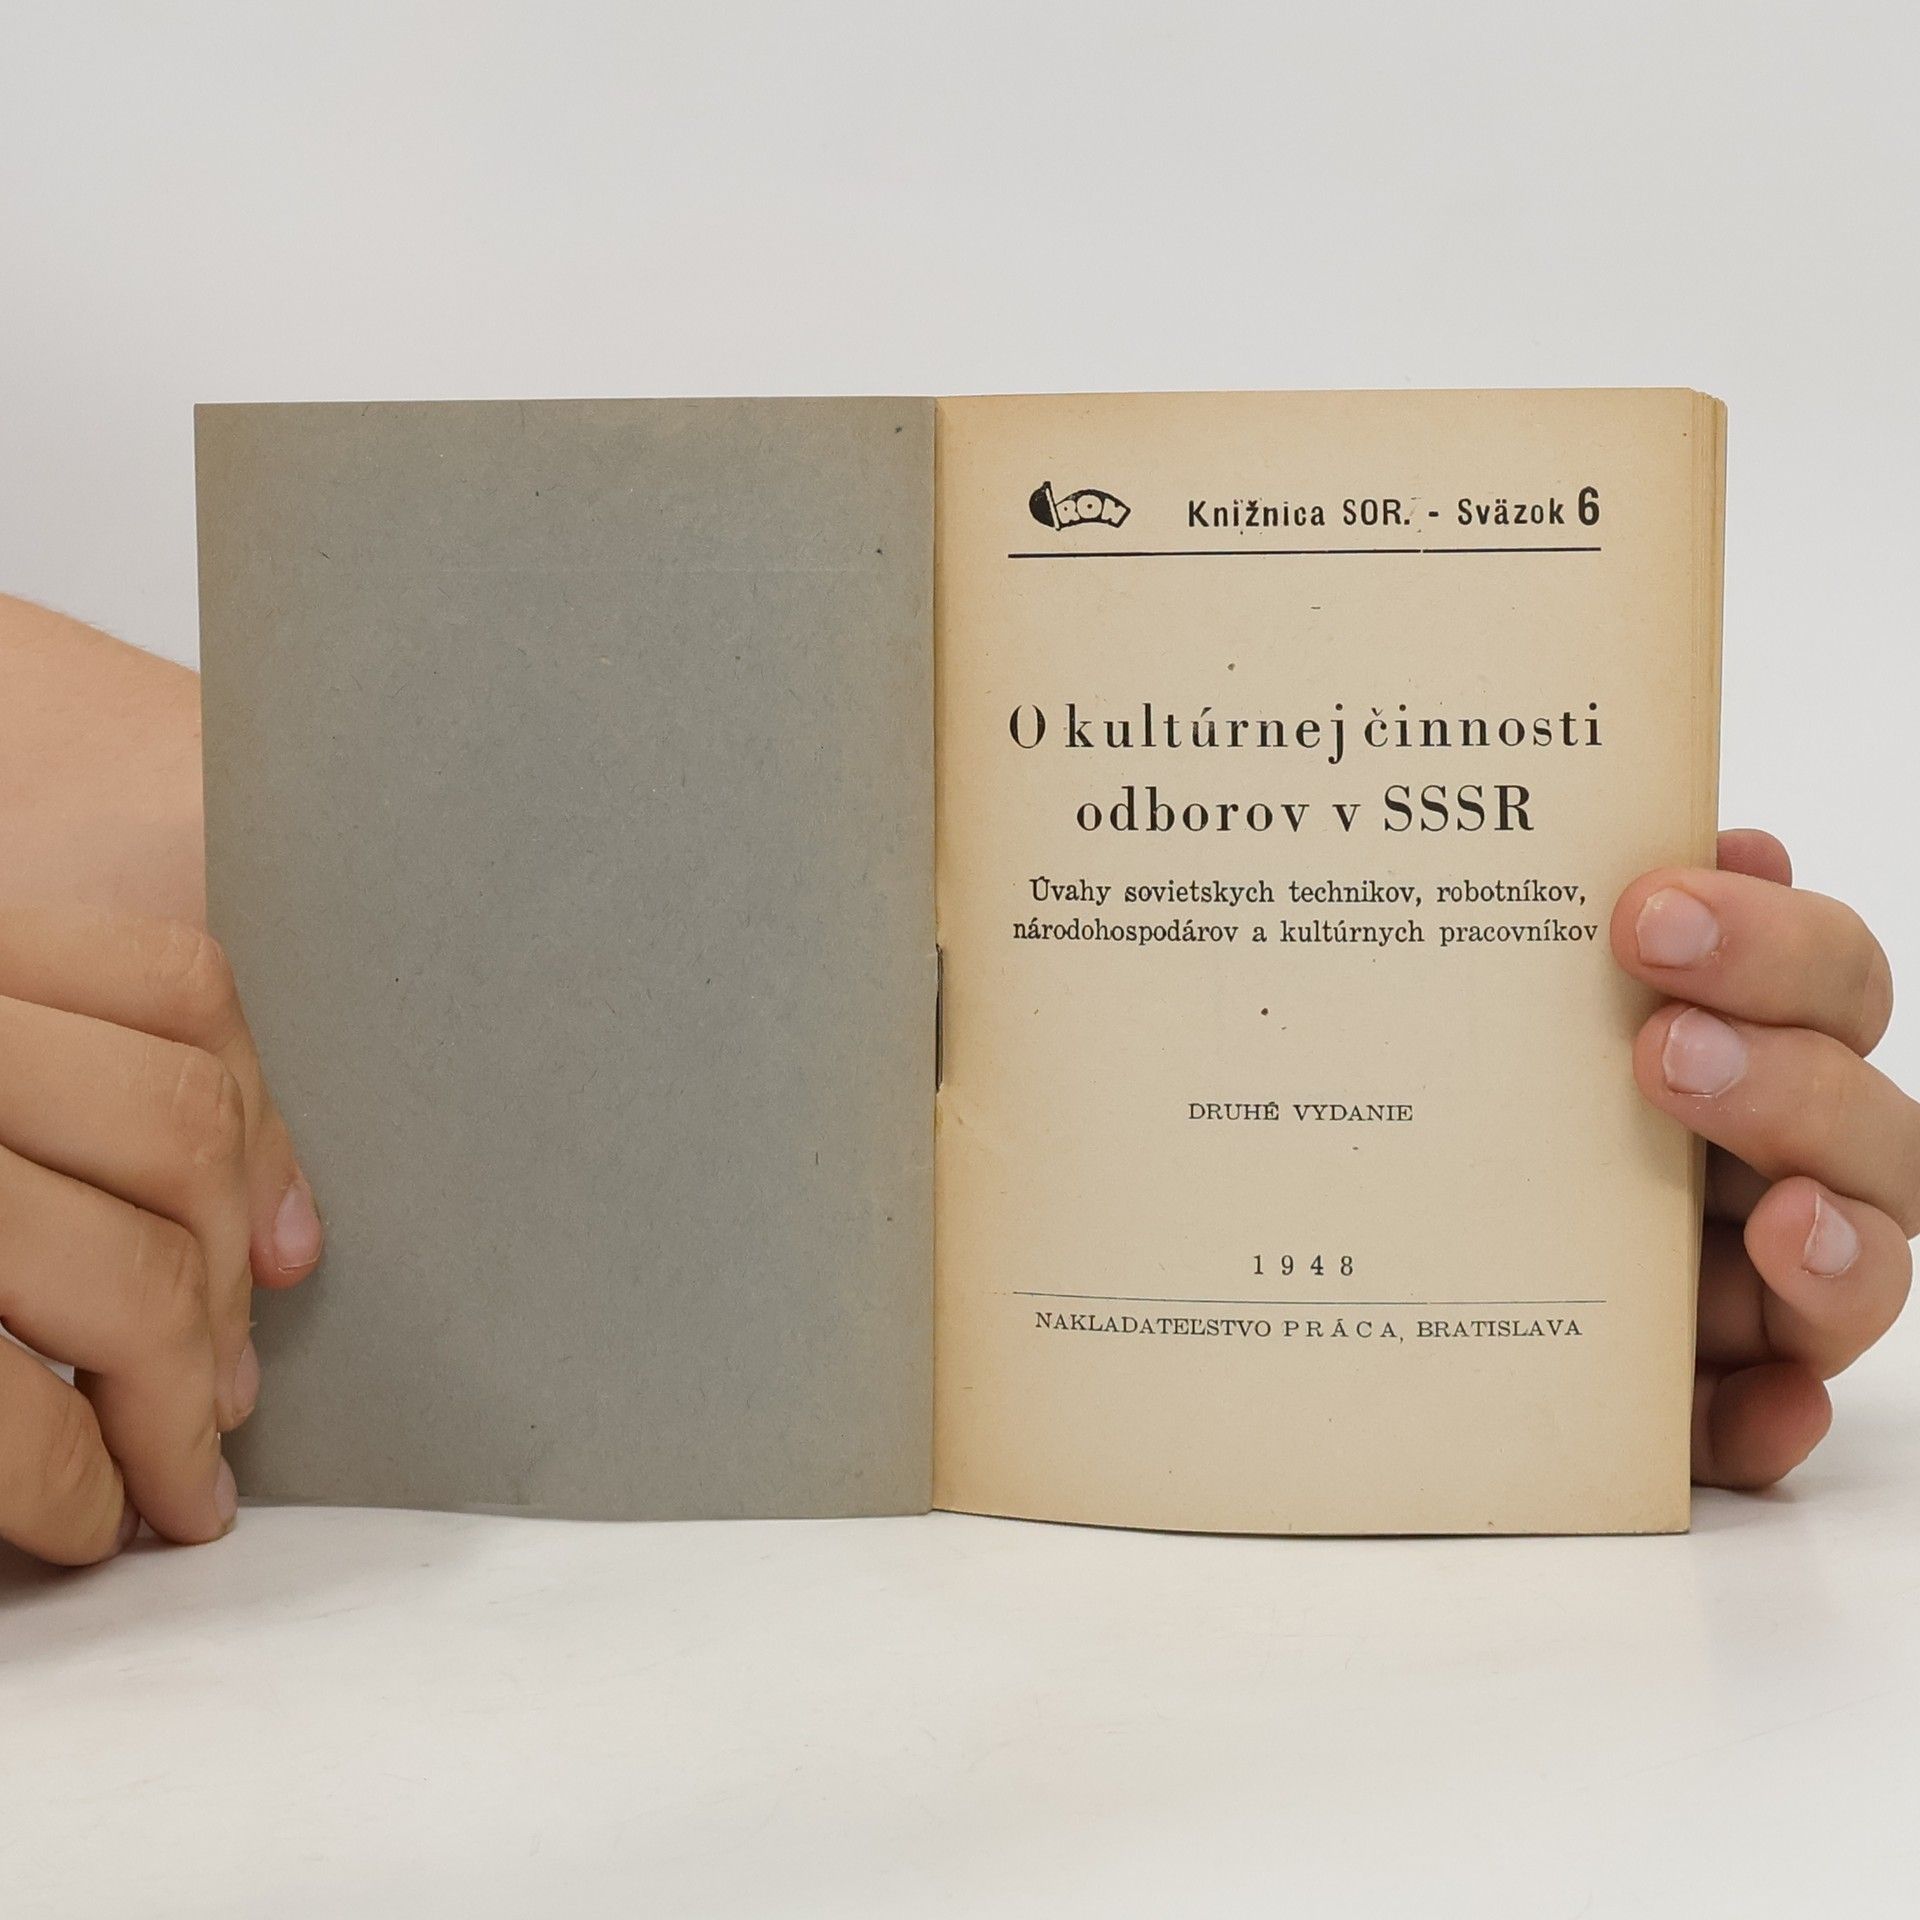 ROH
Knižnica SOR. - Sväzok 6
O kultúrnej činnosti
odborov v SSSR
Úvahy sovietskych technikov, robotníkov,
národohospodárov a kultúrnych pracovníkov
DRUHÉ VYDANIE
1948
NAKLADATEĽSTVO PRÁCA, BRATISLAVA